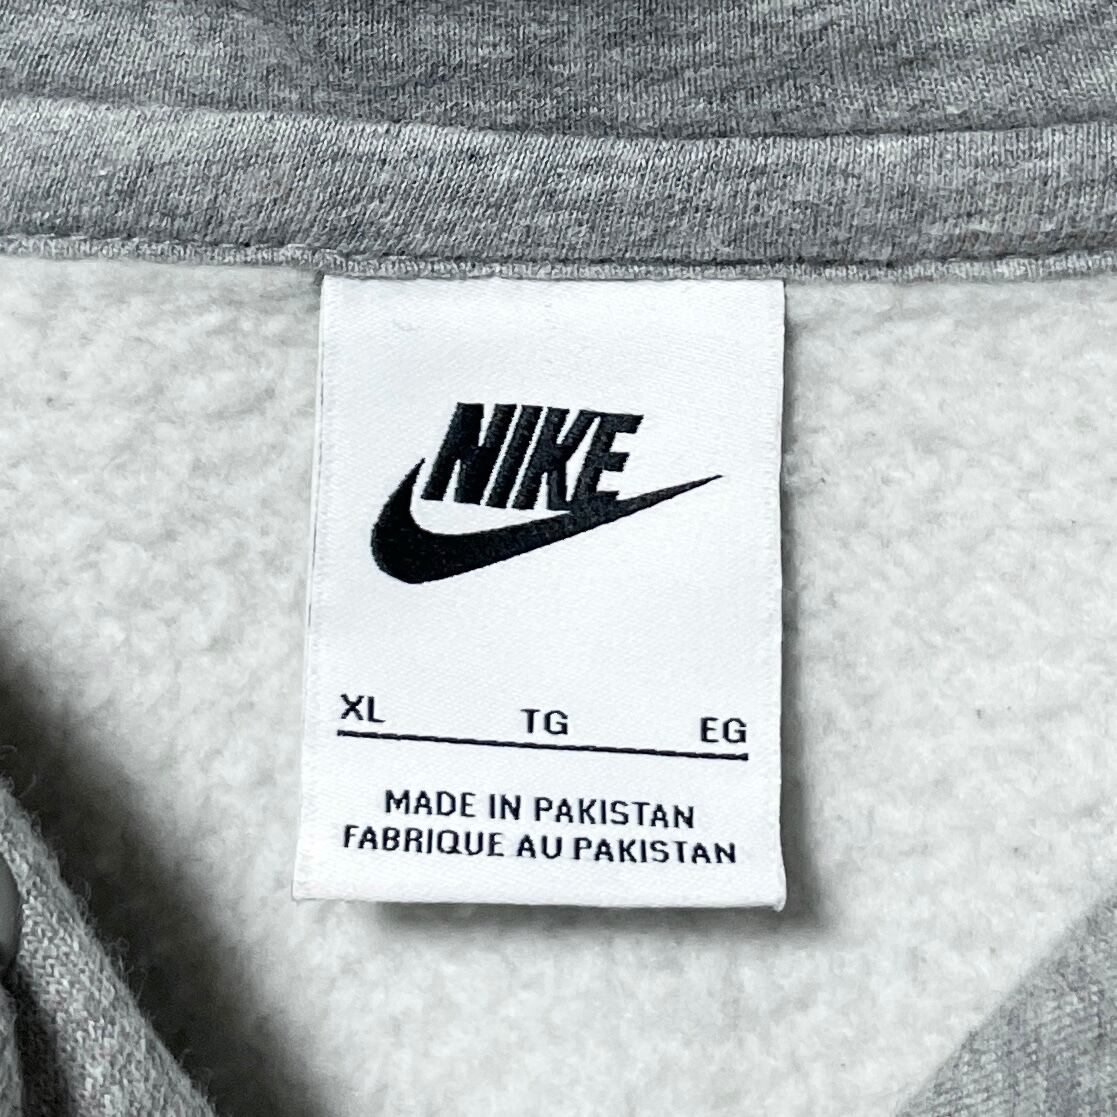 NIKE
XL TG EG
MADE IN PAKISTAN
FABRIQUE AU PAKISTAN